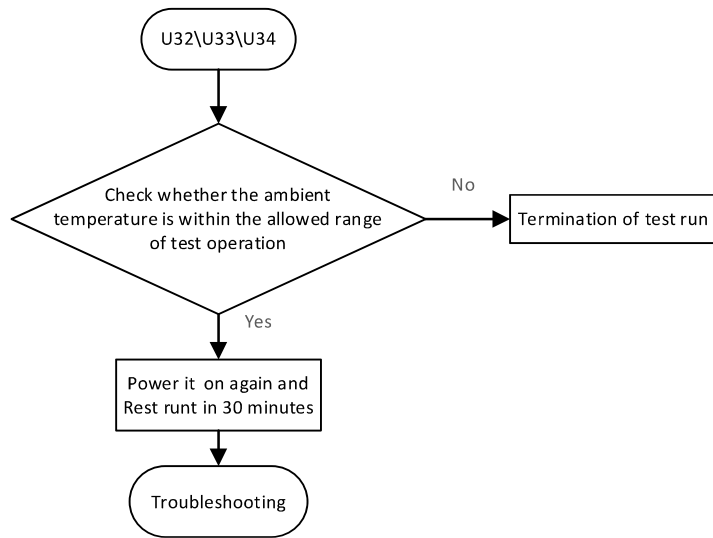 U32\U33\U34
Check whether the ambient
temperature is within the allowed range
of test operation
No
Termination of test run
Yes
Power it on again and
Rest runt in 30 minutes
Troubleshooting